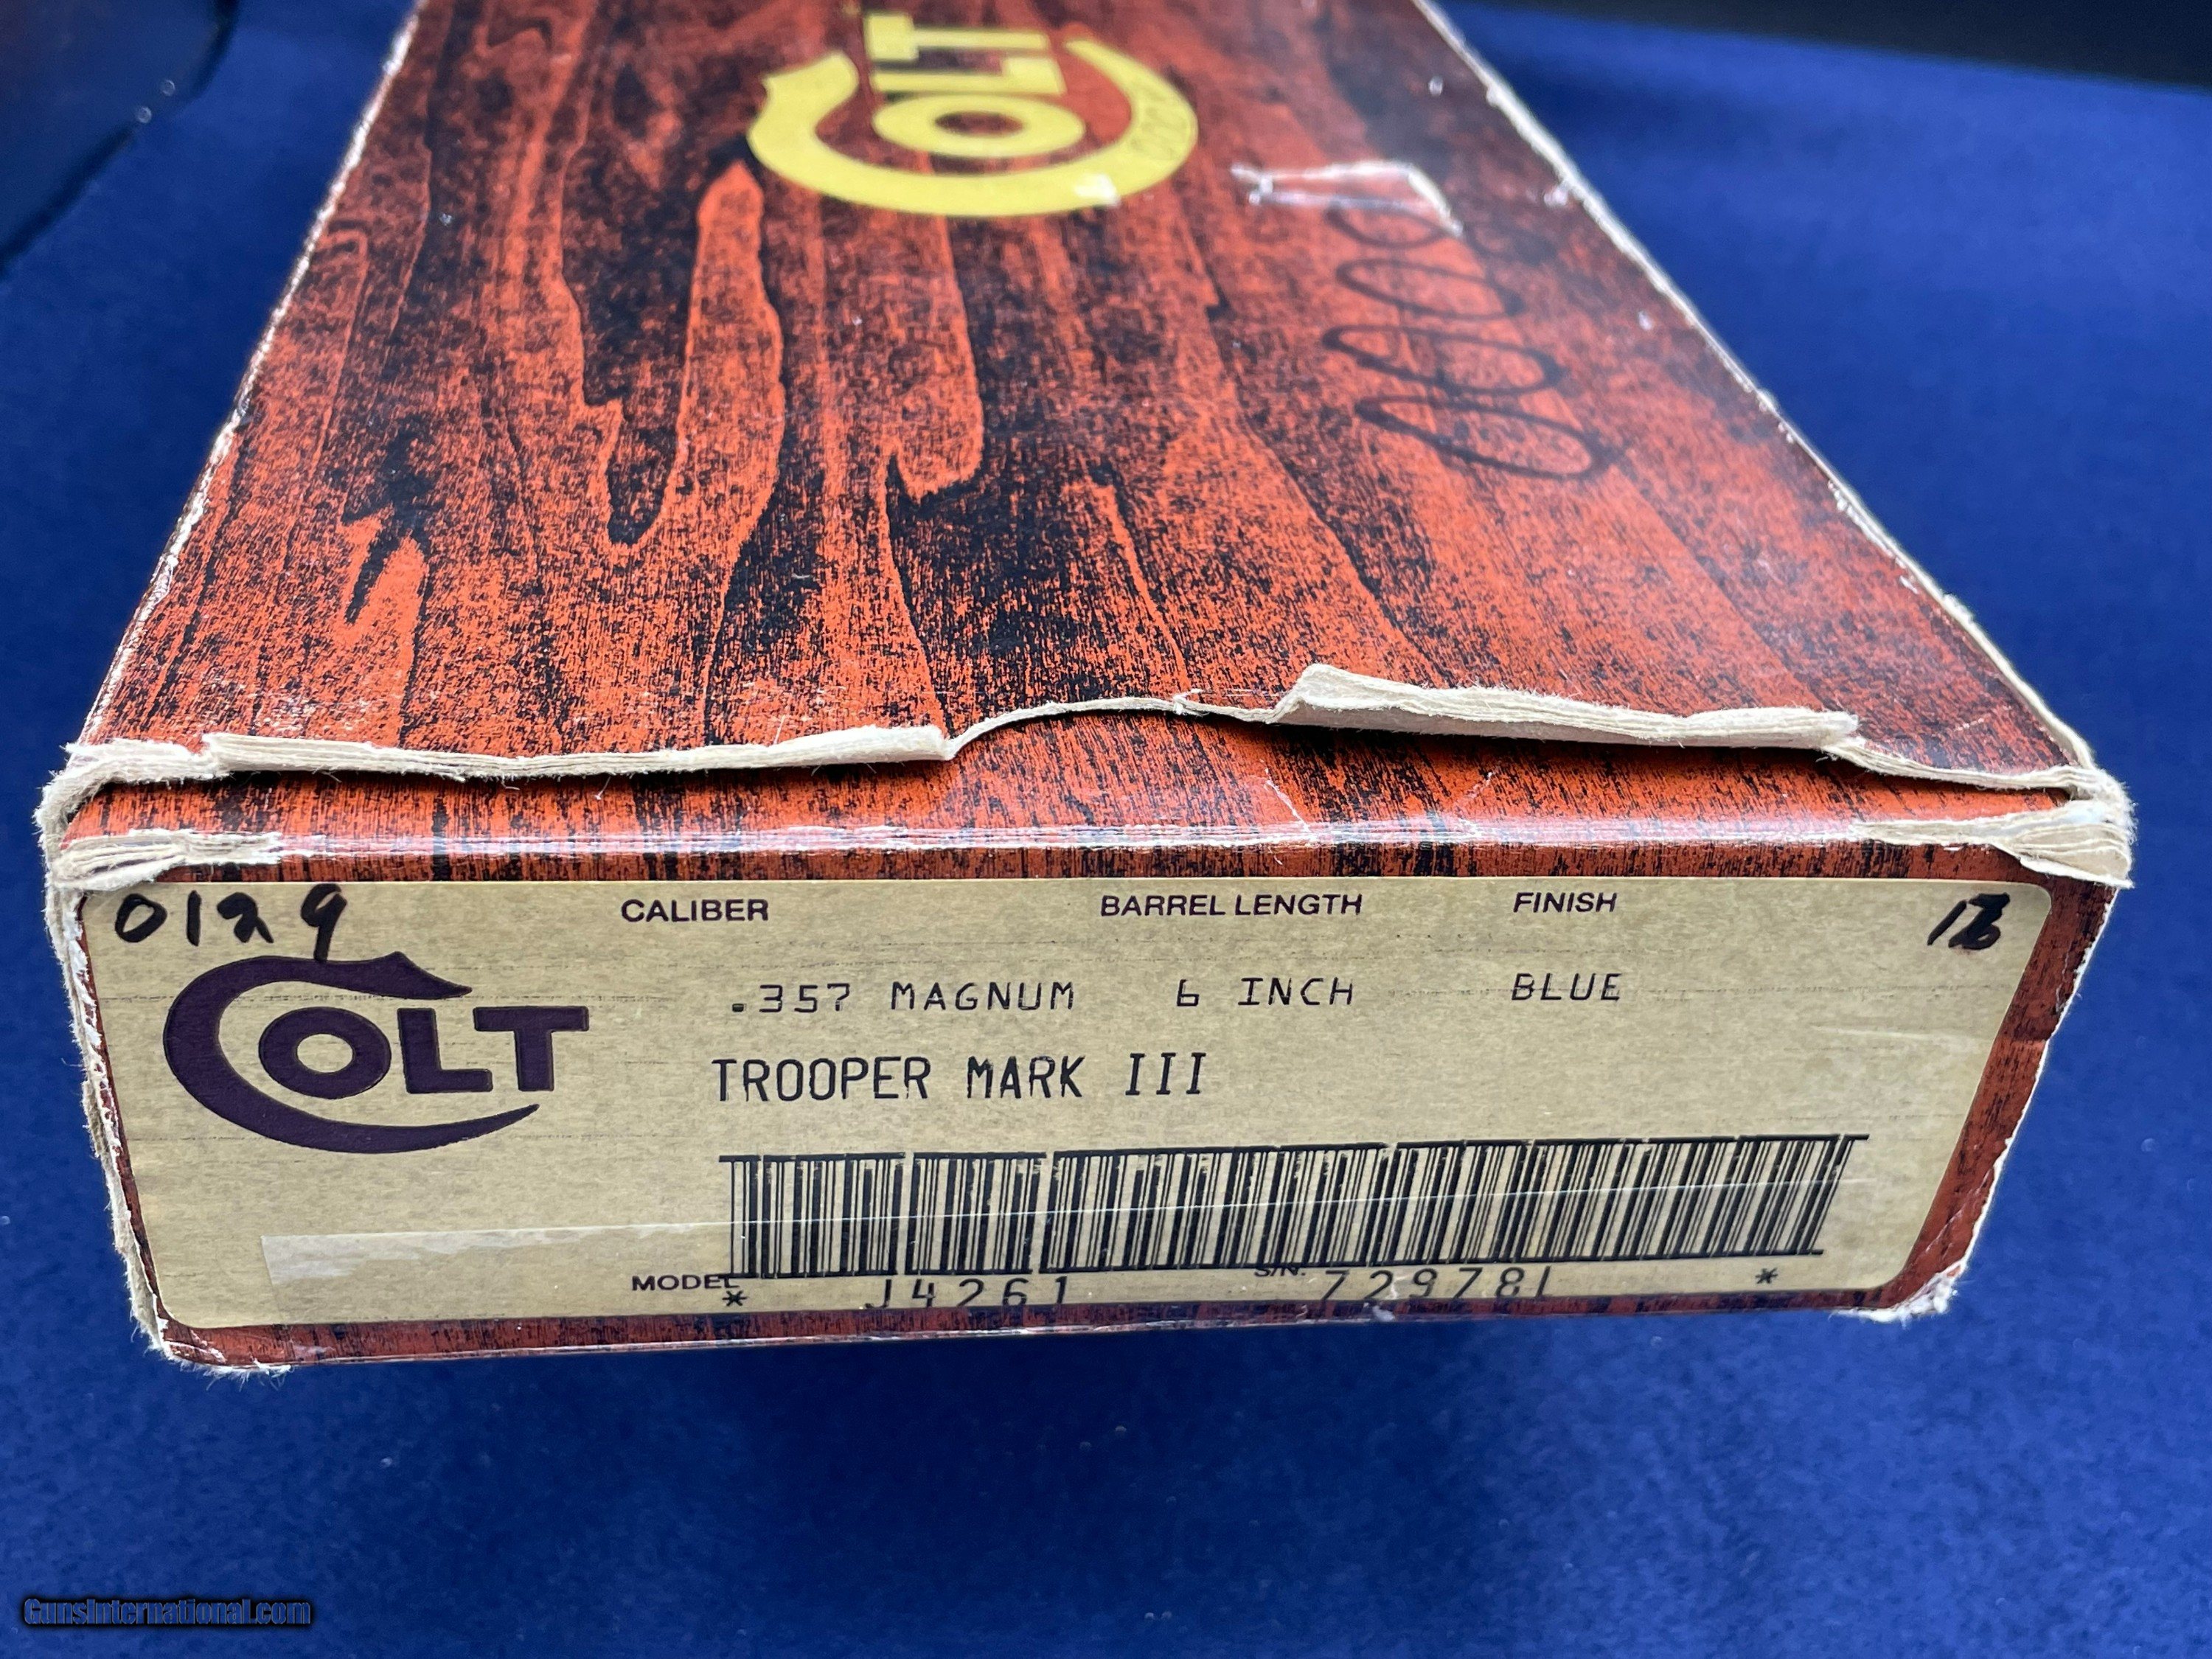 COLT
0129
CALIBER BARREL LENGTH FINISH
.357 MAGNUM 6 INCH BLUE
COLT
TROOPER MARK III
MODEL S/N.
* J4261 729781 *
GunsInternational.com